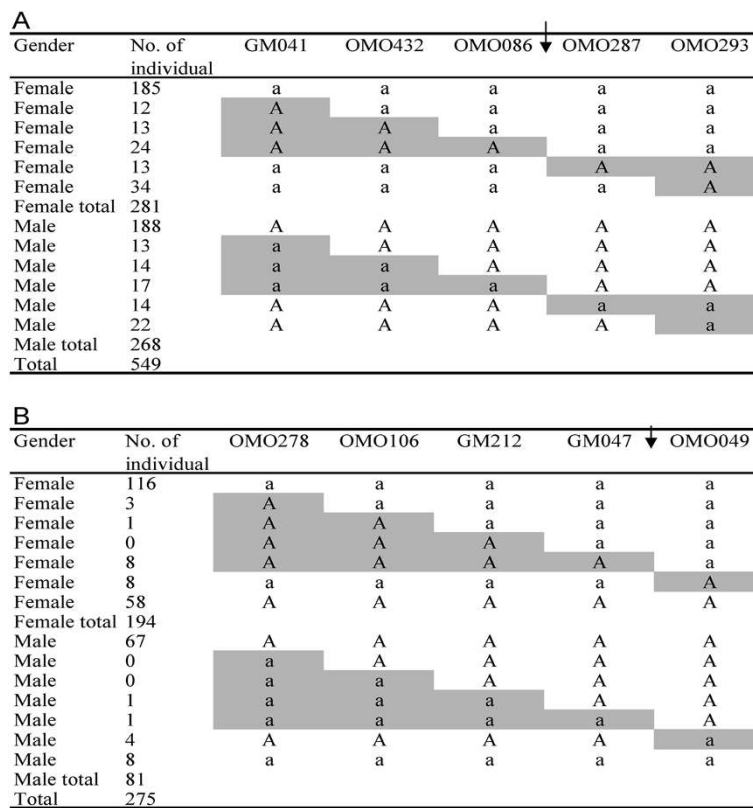 A
Gender No. of individual GM041 OMO432 OMO086 OMO287 OMO293
Female 185 a a a a a
Female 12 A a a a a
Female 13 A A a a a
Female 24 A A A a a
Female 13 a a a A A
Female 34 a a a a A
Female total 281
Male 188 A A A A A
Male 13 a A A A A
Male 14 a a A A A
Male 17 a a a A A
Male 14 A A A a a
Male 22 A A A A a
Male total 268
Total 549
B
Gender No. of individual OMO278 OMO106 GM212 GM047 OMO049
Female 116 a a a a a
Female 3 A a a a a
Female 1 A A a a a
Female 0 A A A a a
Female 8 A A A A a
Female 8 a a a a A
Female 58 A A A A A
Female total 194
Male 67 A A A A A
Male 0 a A A A A
Male 0 a a A A A
Male 1 a a a A A
Male 1 a a a a A
Male 4 A A A A a
Male 8 a a a a a
Male total 81
Total 275